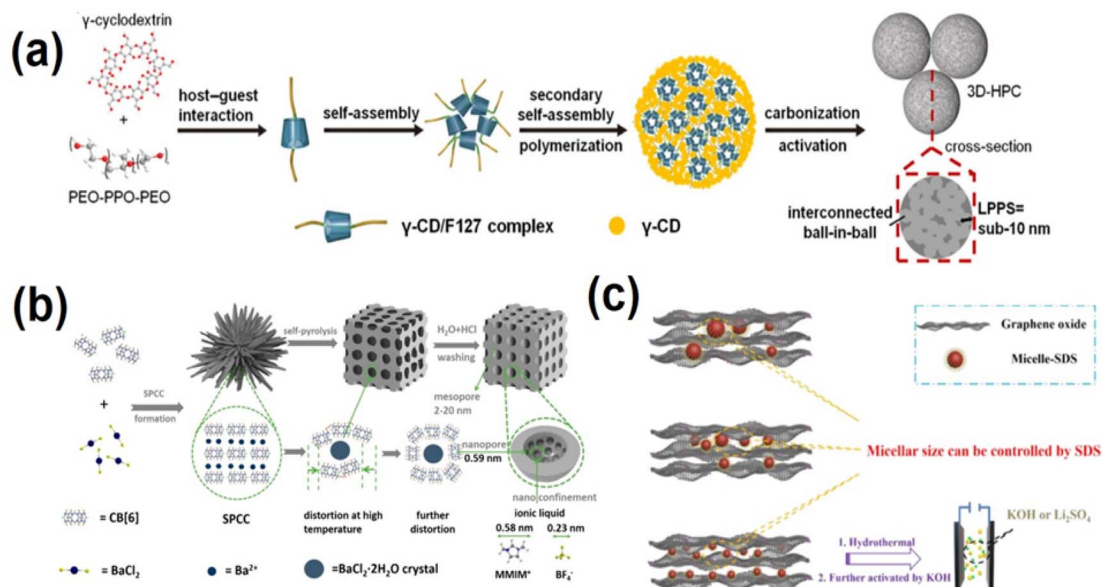 (a)
γ-cyclodextrin
+
PEO-PPO-PEO
host–guest
interaction
self-assembly
secondary
self-assembly
polymerization
carbonization
activation
3D-HPC
cross-section
interconnected
ball-in-ball
LPPS=
sub-10 nm
γ-CD/F127 complex
γ-CD
(b)
+
SPCC
formation
self-pyrolysis
H₂O+HCl
washing
mesopore
2-20 nm
nanopore
0.59 nm
nano confinement
ionic liquid
0.58 nm
0.23 nm
MMIM⁺
BF₄⁻
SPCC
distortion at high
temperature
further
distortion
= CB[6]
= BaCl₂
= Ba²⁺
=BaCl₂·2H₂O crystal
(c)
Graphene oxide
Micelle-SDS
Micellar size can be controlled by SDS
1. Hydrothermal
2. Further activated by KOH
KOH or Li₂SO₄